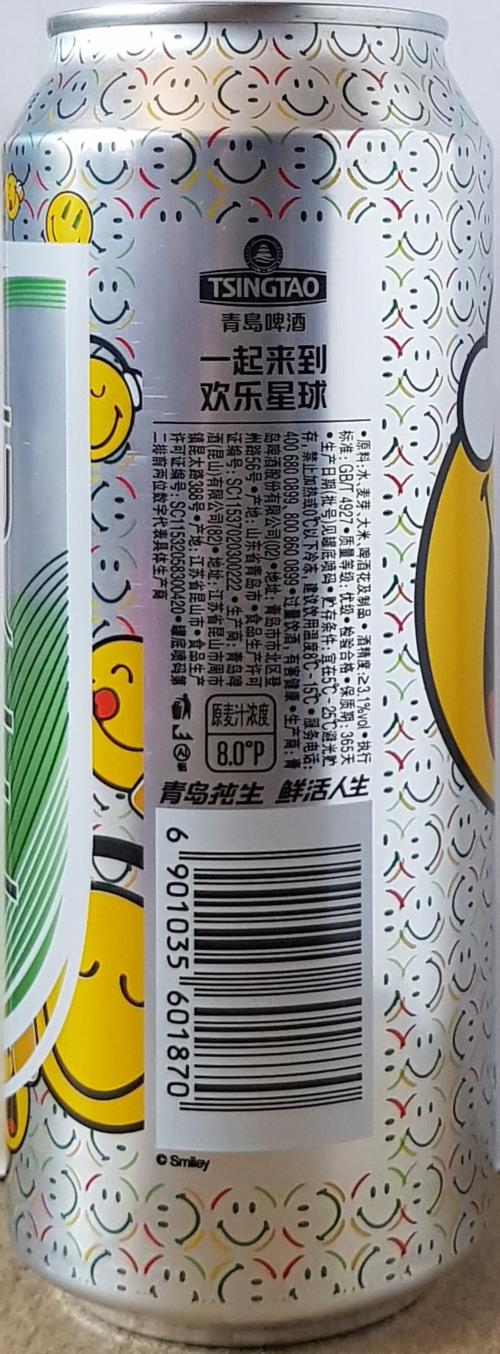 TSINGTAO
青島啤酒
一起来到
欢乐星球
•原料:水,麦芽,大米,啤酒花及制品•酒精度:≥3.1%vol•执行
标准:GB/T 4927•质量等级:优级•检验合格•保质期:365天
•生产日期(批号)见罐底喷码•贮存条件:宜在5℃-25℃避光贮
存,禁止加热或0℃以下冷冻,建议饮用温度8℃-15℃•服务电话:
400 680 0899, 800 860 0899•过量饮酒,有害健康•生产商:青
岛啤酒股份有限公司(02)•地址:青岛市市北区登
州路56号•产地:山东省青岛市•食品生产许可
证编号:SC11537020300222•生产商:青岛啤
酒(昆山)有限公司(82)•地址:江苏省昆山市周市
镇昆太路388号•产地:江苏省昆山市•食品生产
许可证编号:SC11532058300420•罐底喷码第
二排前两位数字代表具体生产商
原麦汁浓度
8.0°P
青岛纯生 鲜活人生
6 901035 601870
© Smiley